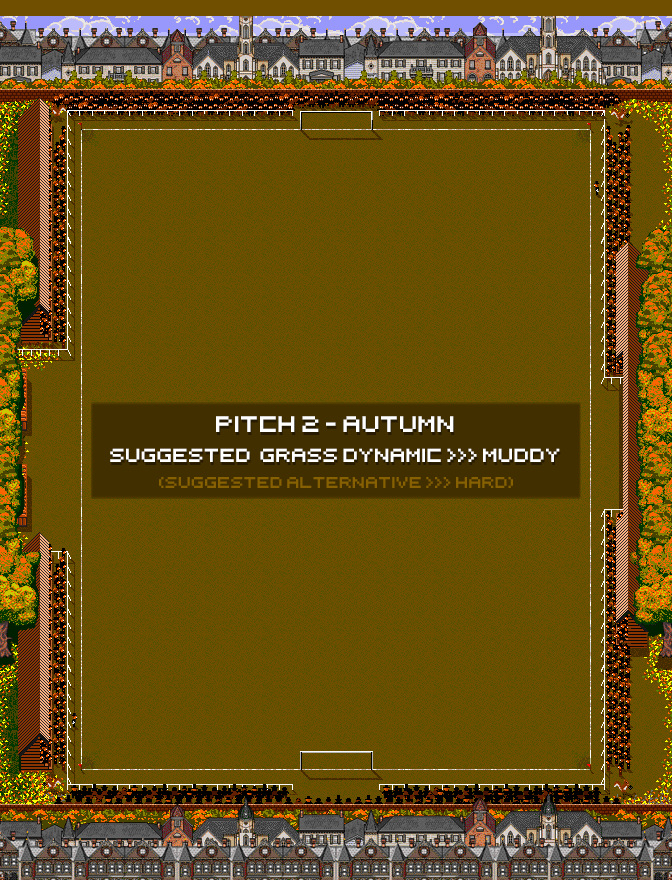 PITCH 2 - AUTUMN
SUGGESTED GRASS DYNAMIC >>> MUDDY
(SUGGESTED ALTERNATIVE >>> HARD)